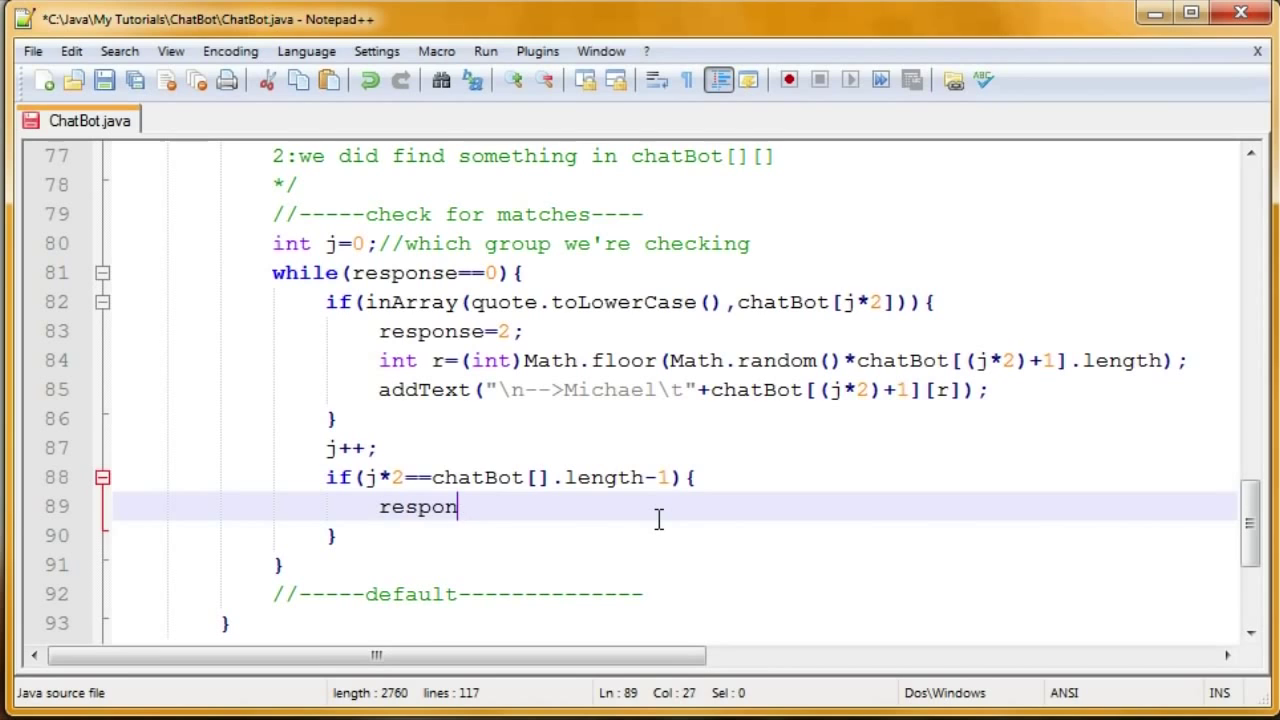 *C:\Java\My Tutorials\ChatBot\ChatBot.java - Notepad++
File Edit Search View Encoding Language Settings Macro Run Plugins Window ? X
ABC
ChatBot.java
77 2:we did find something in chatBot[][]
78 */
79 //-----check for matches----
80 int j=0;//which group we're checking
81 while(response==0){
82 if(inArray(quote.toLowerCase(),chatBot[j*2])){
83 response=2;
84 int r=(int)Math.floor(Math.random()*chatBot[(j*2)+1].length);
85 addText("\n-->Michael\t"+chatBot[(j*2)+1][r]);
86 }
87 j++;
88 if(j*2==chatBot[].length-1){
89 respon
90 }
91 }
92 //-----default--------------
93 }
Java source file length : 2760 lines : 117 Ln : 89 Col : 27 Sel : 0 Dos\Windows ANSI INS